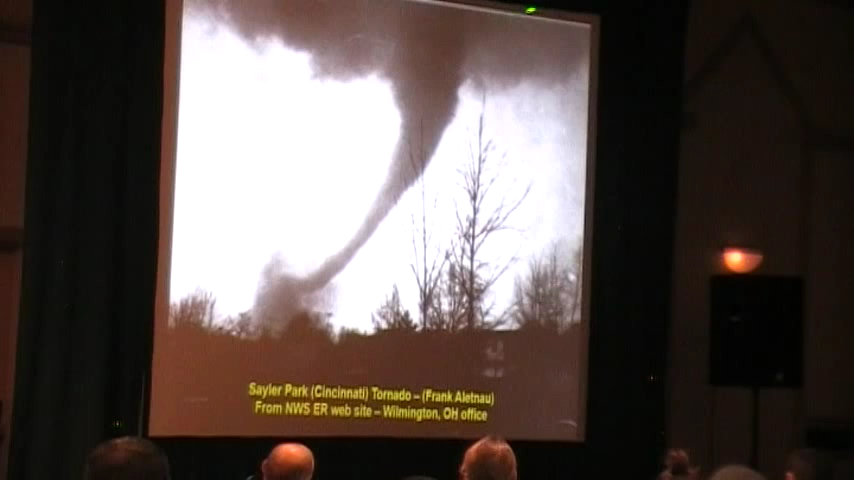 Sayler Park (Cincinnati) Tornado – (Frank Aletnau)
From NWS ER web site – Wilmington, OH office